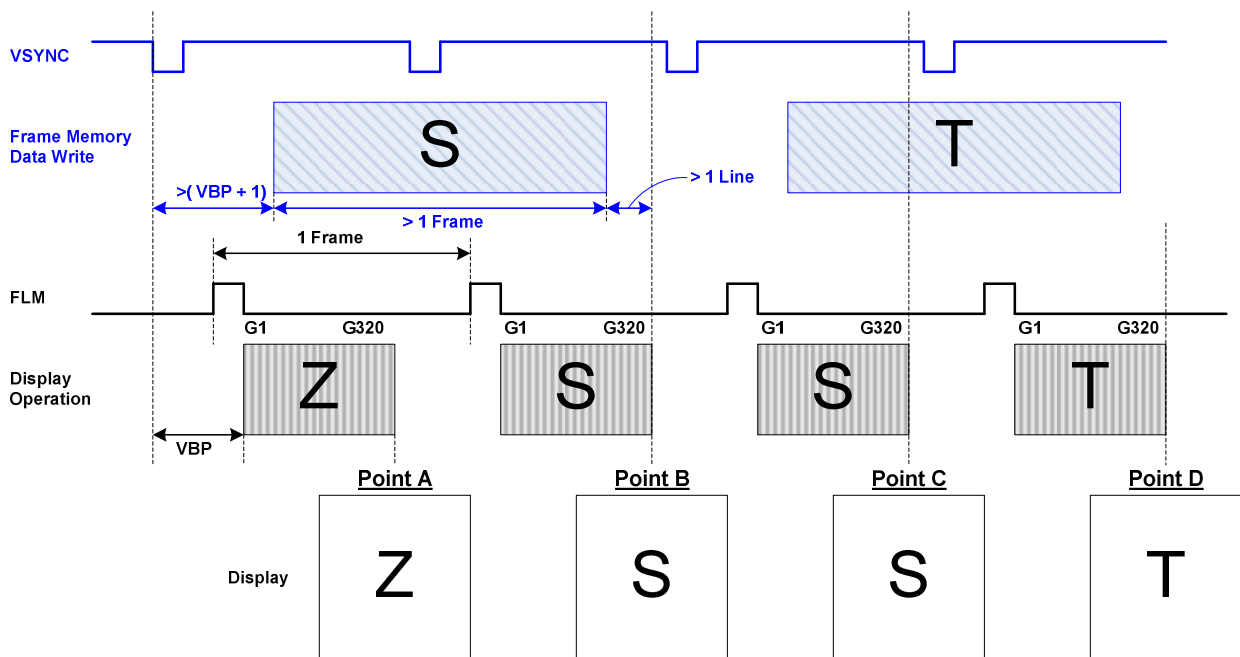 VSYNC
Frame Memory
Data Write
S
T
>( VBP + 1)
> 1 Frame
> 1 Line
1 Frame
FLM
G1
G320
G1
G320
G1
G320
G1
G320
Display
Operation
Z
S
S
T
VBP
Point A
Point B
Point C
Point D
Display
Z
S
S
T